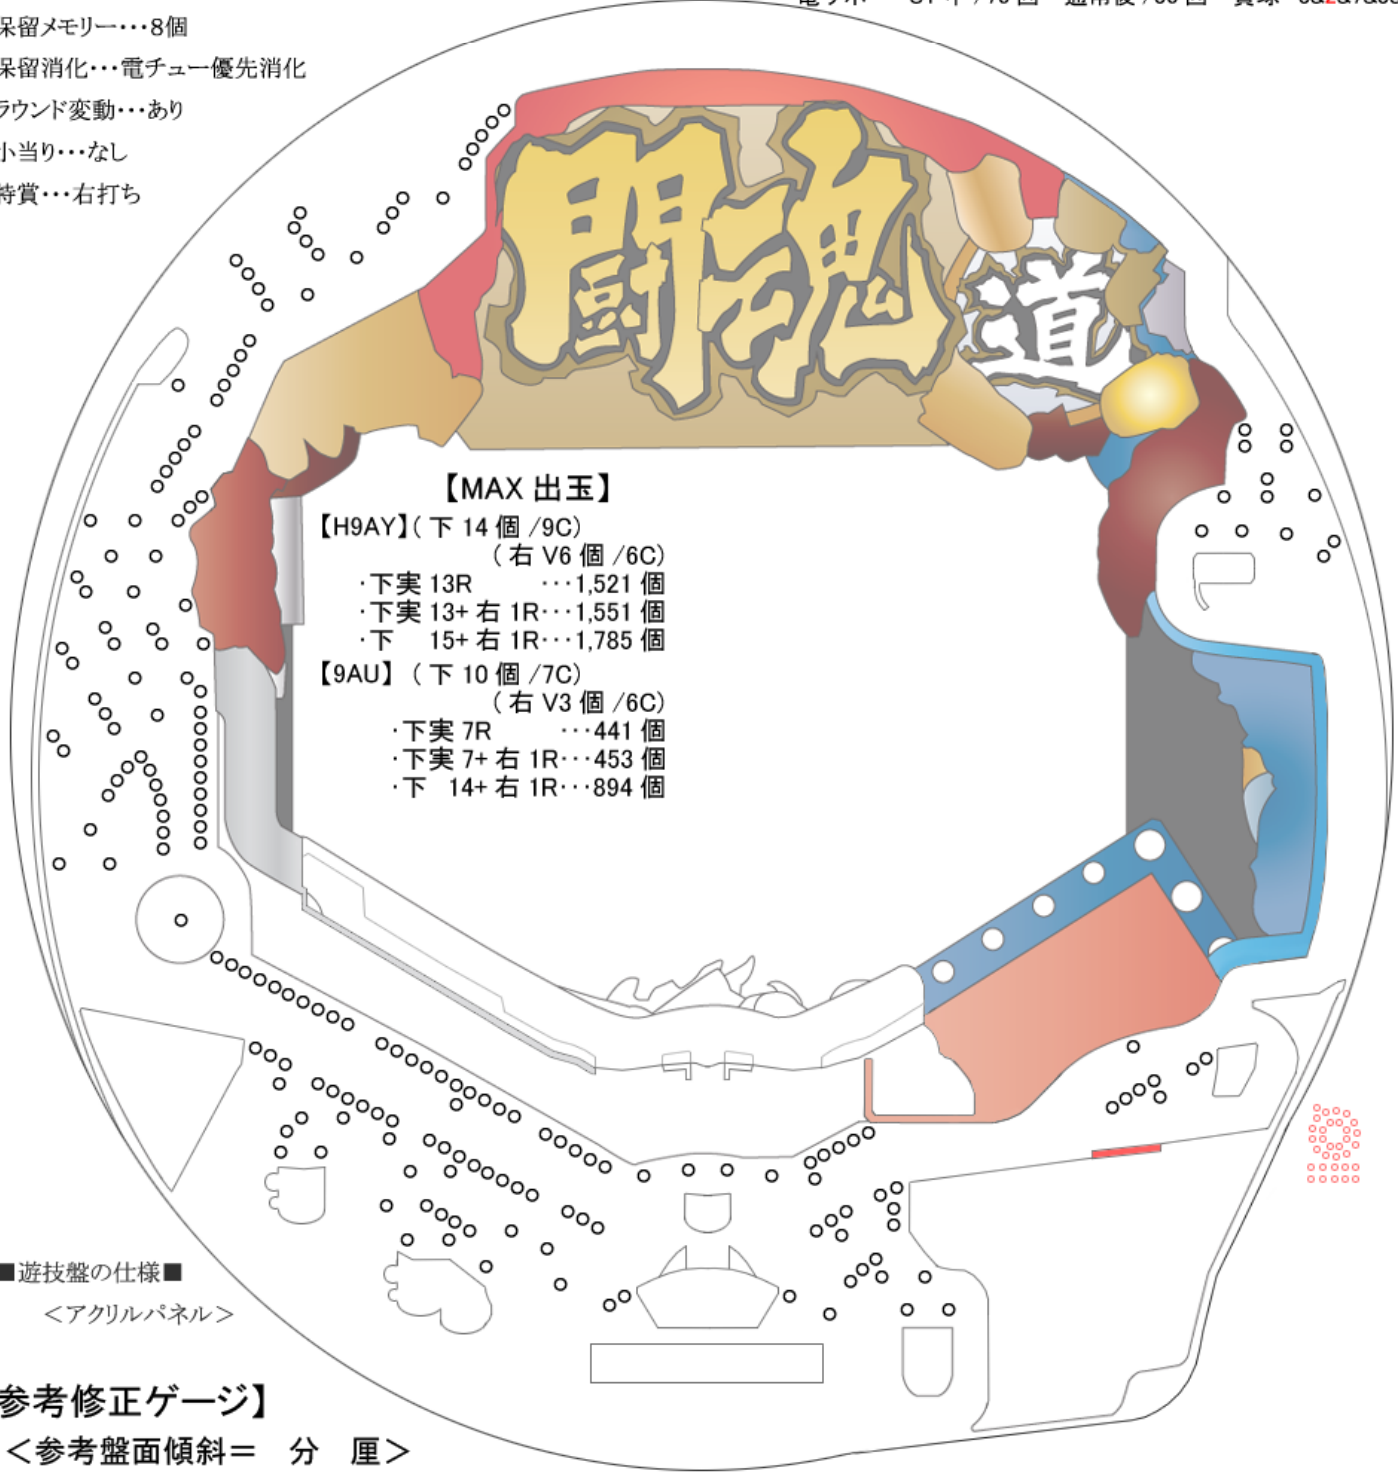 保留メモリー･･･8個
保留消化･･･電チュー優先消化
ラウンド変動･･･あり
小当り･･･なし
特賞･･･右打ち
闘魂
道
【MAX 出玉】
【H9AY】( 下 14 個 /9C)
( 右 V6 個 /6C)
･下実 13R ･･･1,521 個
･下実 13+ 右 1R･･･1,551 個
･下 15+ 右 1R･･･1,785 個
【9AU】 ( 下 10 個 /7C)
( 右 V3 個 /6C)
･下実 7R ･･･441 個
･下実 7+ 右 1R･･･453 個
･下 14+ 右 1R･･･894 個
■遊技盤の仕様■
＜アクリルパネル＞
参考修正ゲージ】
＜参考盤面傾斜＝ 分 厘＞